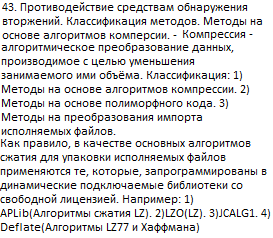 43. Противодействие средствам обнаружения
вторжений. Классификация методов. Методы на
основе алгоритмов комперсии. - Компрессия -
алгоритмическое преобразование данных,
производимое с целью уменьшения
занимаемого ими объёма. Классификация: 1)
Методы на основе алгоритмов компрессии. 2)
Методы на основе полиморфного кода. 3)
Методы на преобразования импорта
исполняемых файлов.
Как правило, в качестве основных алгоритмов
сжатия для упаковки исполняемых файлов
применяются те, которые, запрограммированы в
динамические подключаемые библиотеки со
свободной лицензией. Например: 1)
APLib(Алгоритмы сжатия LZ). 2)LZO(LZ). 3)JCALG1. 4)
Deflate(Алгоритмы LZ77 и Хаффмана)